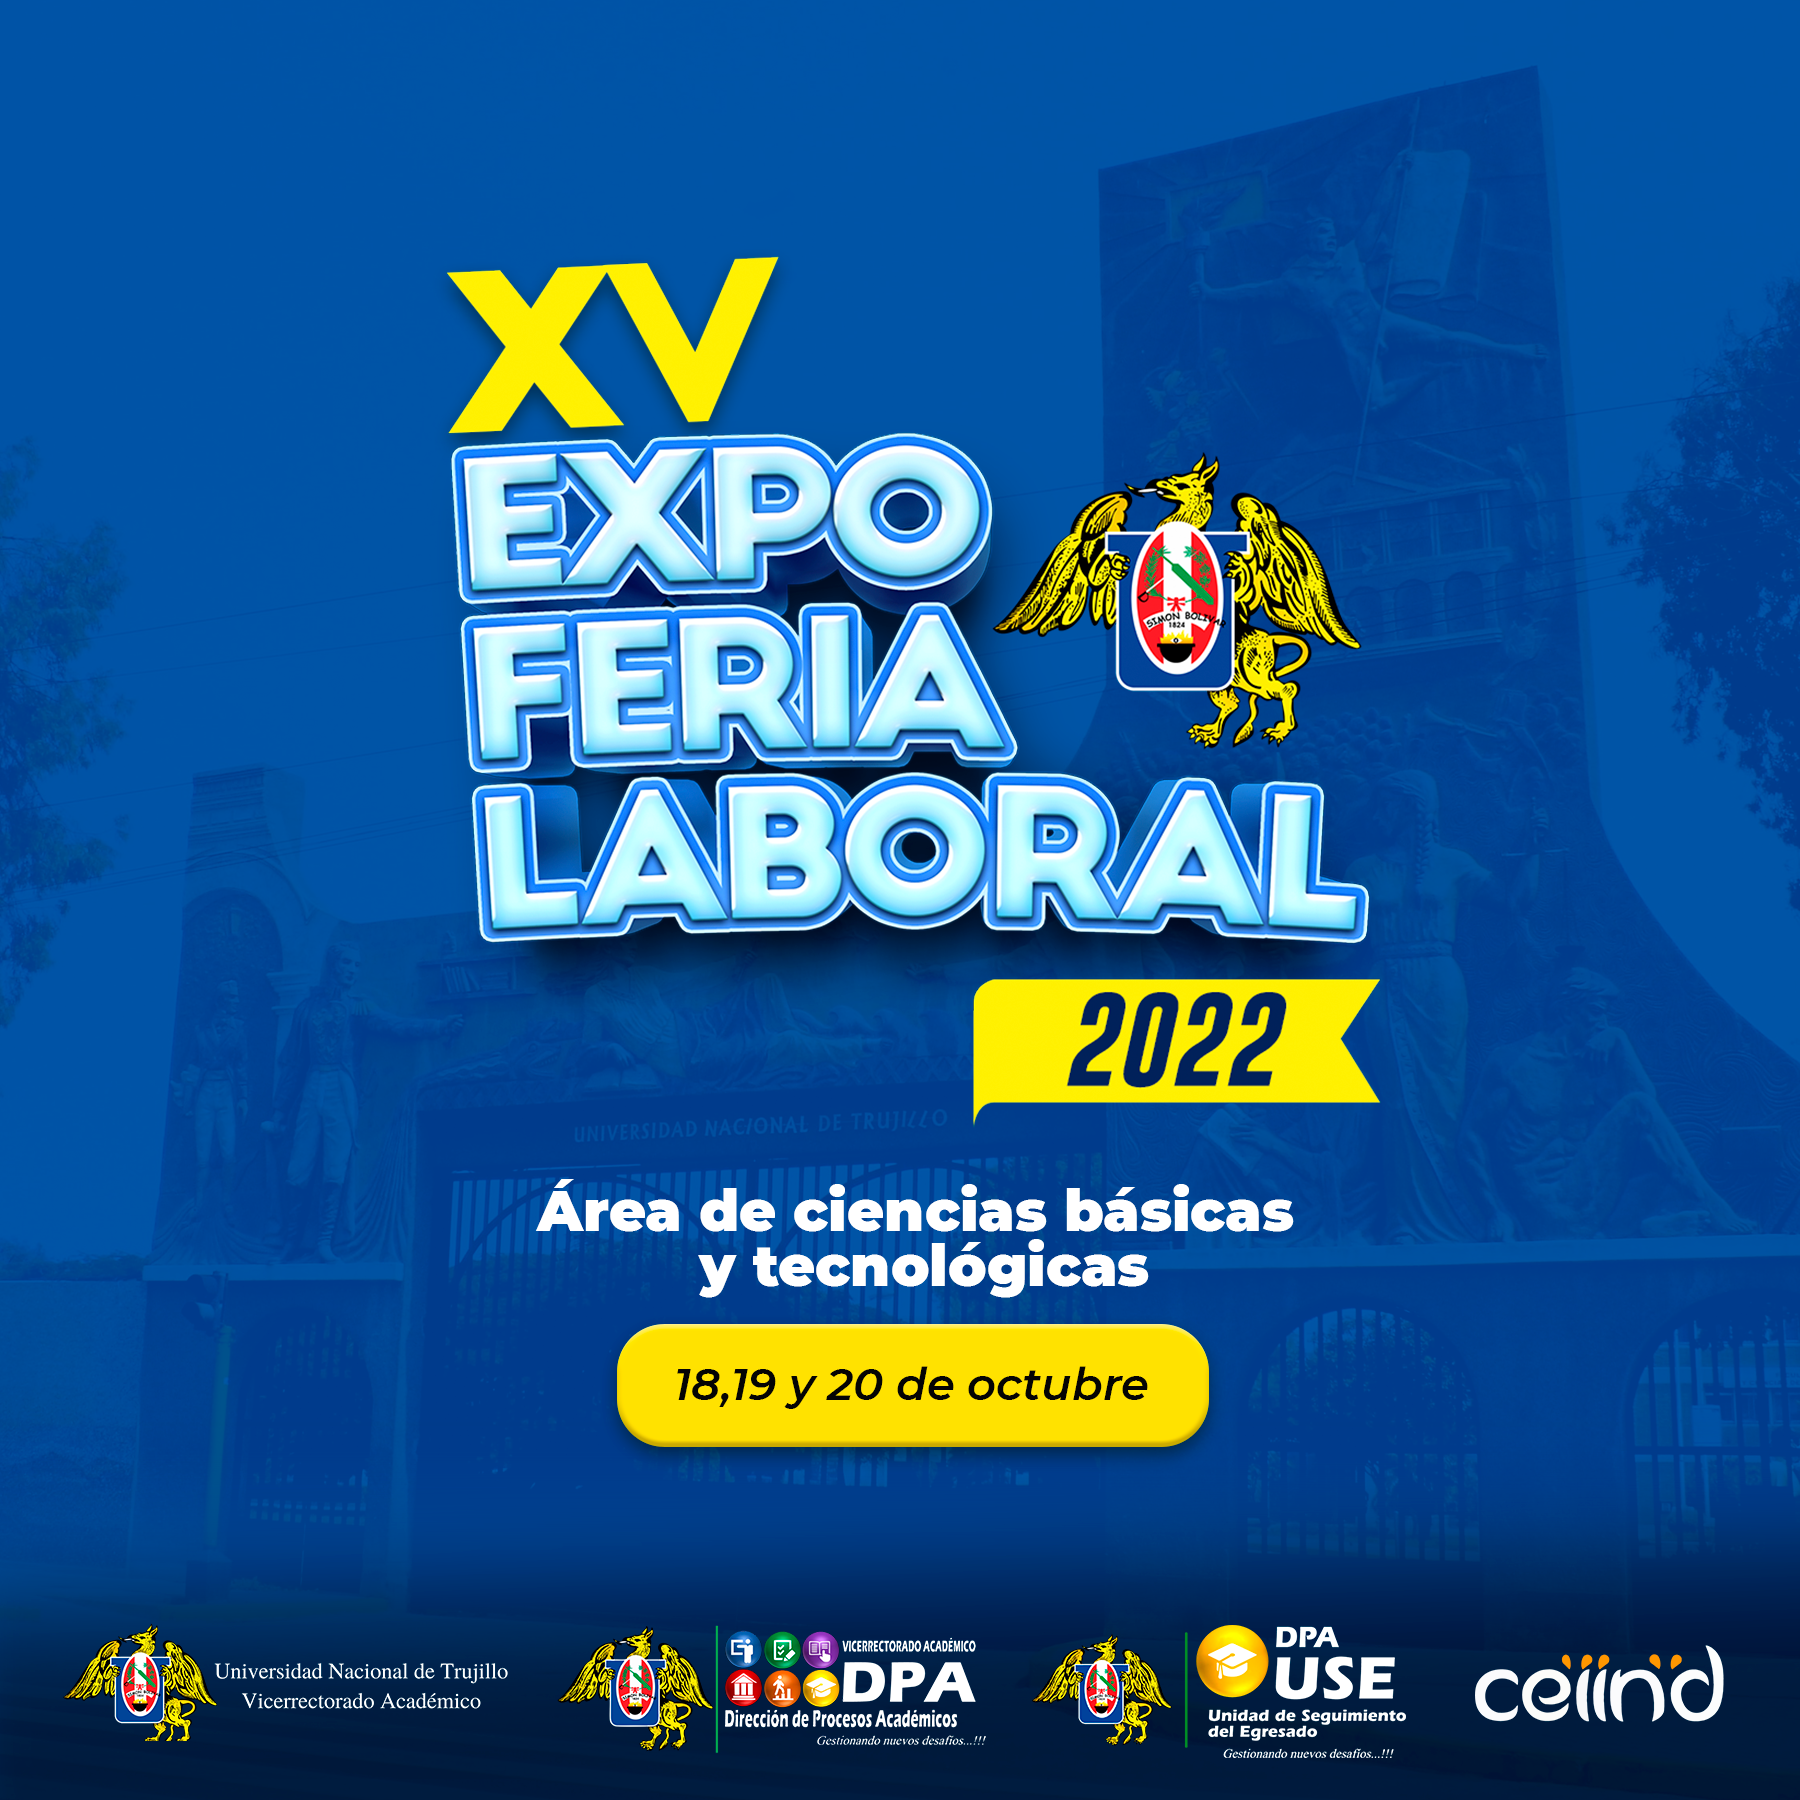 XV
EXPO
FERIA
LABORAL
SIMON BOLIVAR
1824
2022
UNIVERSIDAD NACIONAL DE TRUJILLO
Área de ciencias básicas
y tecnológicas
18,19 y 20 de octubre
Universidad Nacional de Trujillo
Vicerrectorado Académico
VICERRECTORADO ACADÉMICO
DPA
Dirección de Procesos Académicos
Gestionando nuevos desafíos...!!!
DPA
USE
Unidad de Seguimiento
del Egresado
Gestionando nuevos desafíos...!!!
ceiind